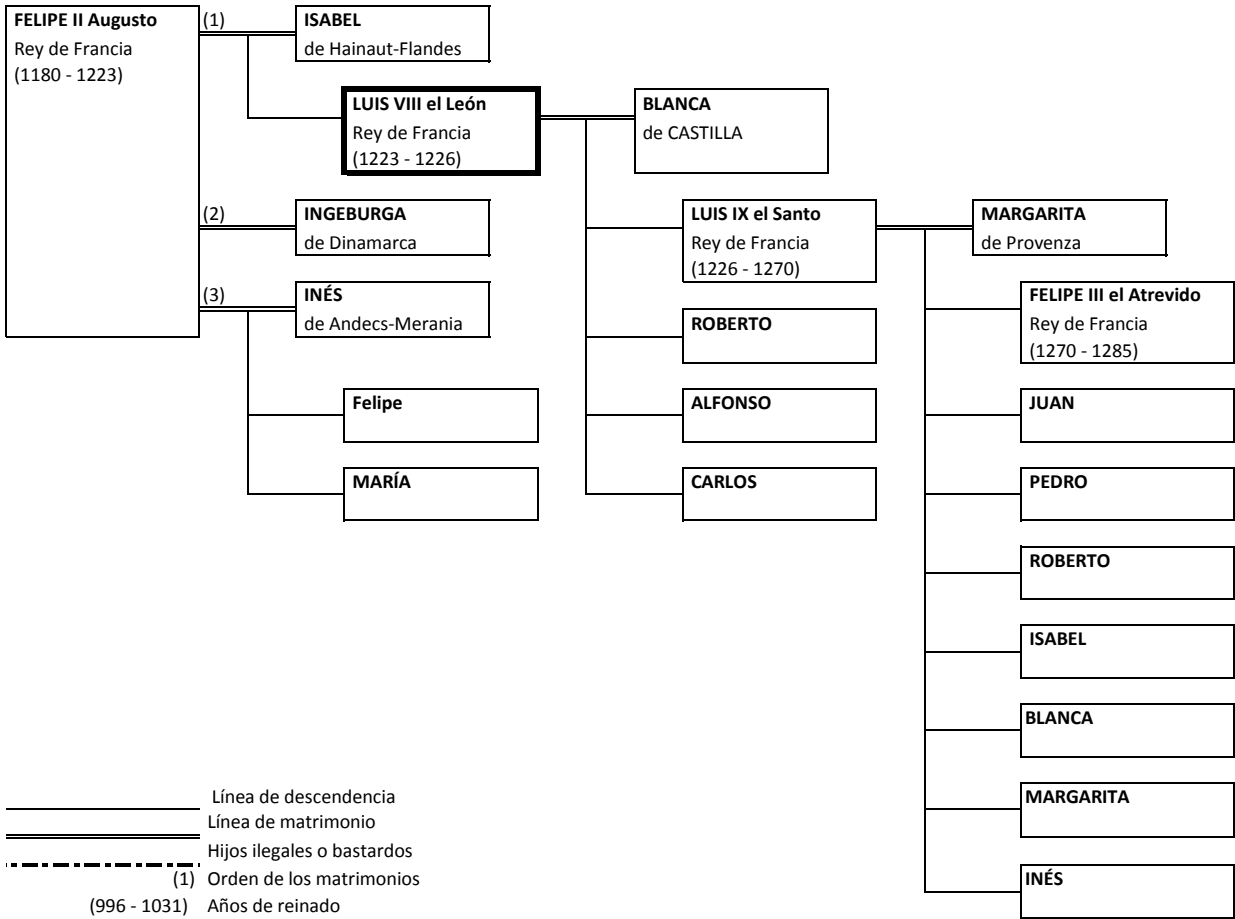 FELIPE II Augusto
Rey de Francia
(1180 - 1223)
(1)
ISABEL
de Hainaut-Flandes
LUIS VIII el León
Rey de Francia
(1223 - 1226)
BLANCA
de CASTILLA
(2)
INGEBURGA
de Dinamarca
LUIS IX el Santo
Rey de Francia
(1226 - 1270)
MARGARITA
de Provenza
(3)
INÉS
de Andecs-Merania
FELIPE III el Atrevido
Rey de Francia
(1270 - 1285)
ROBERTO
Felipe
ALFONSO
JUAN
MARÍA
CARLOS
PEDRO
ROBERTO
ISABEL
BLANCA
MARGARITA
INÉS
Línea de descendencia
Línea de matrimonio
Hijos ilegales o bastardos
(1) Orden de los matrimonios
(996 - 1031) Años de reinado